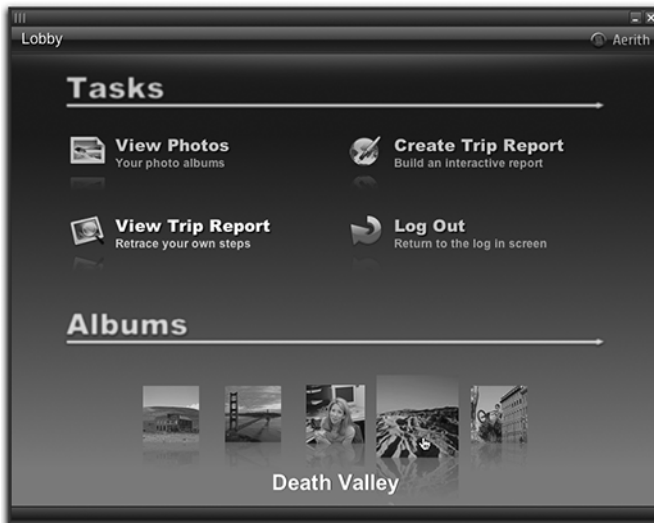 Lobby
Aerith
Tasks
View Photos
Your photo albums
Create Trip Report
Build an interactive report
View Trip Report
Retrace your own steps
Log Out
Return to the log in screen
Albums
Death Valley